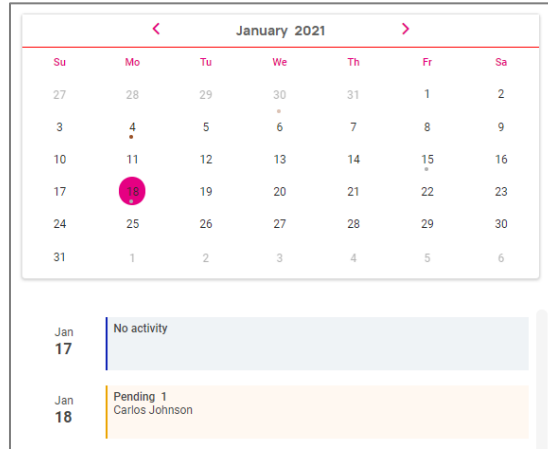 January 2021
Su Mo Tu We Th Fr Sa
27 28 29 30 31 1 2
3 4 5 6 7 8 9
10 11 12 13 14 15 16
17 18 19 20 21 22 23
24 25 26 27 28 29 30
31 1 2 3 4 5 6
Jan
17
No activity
Jan
18
Pending 1
Carlos Johnson